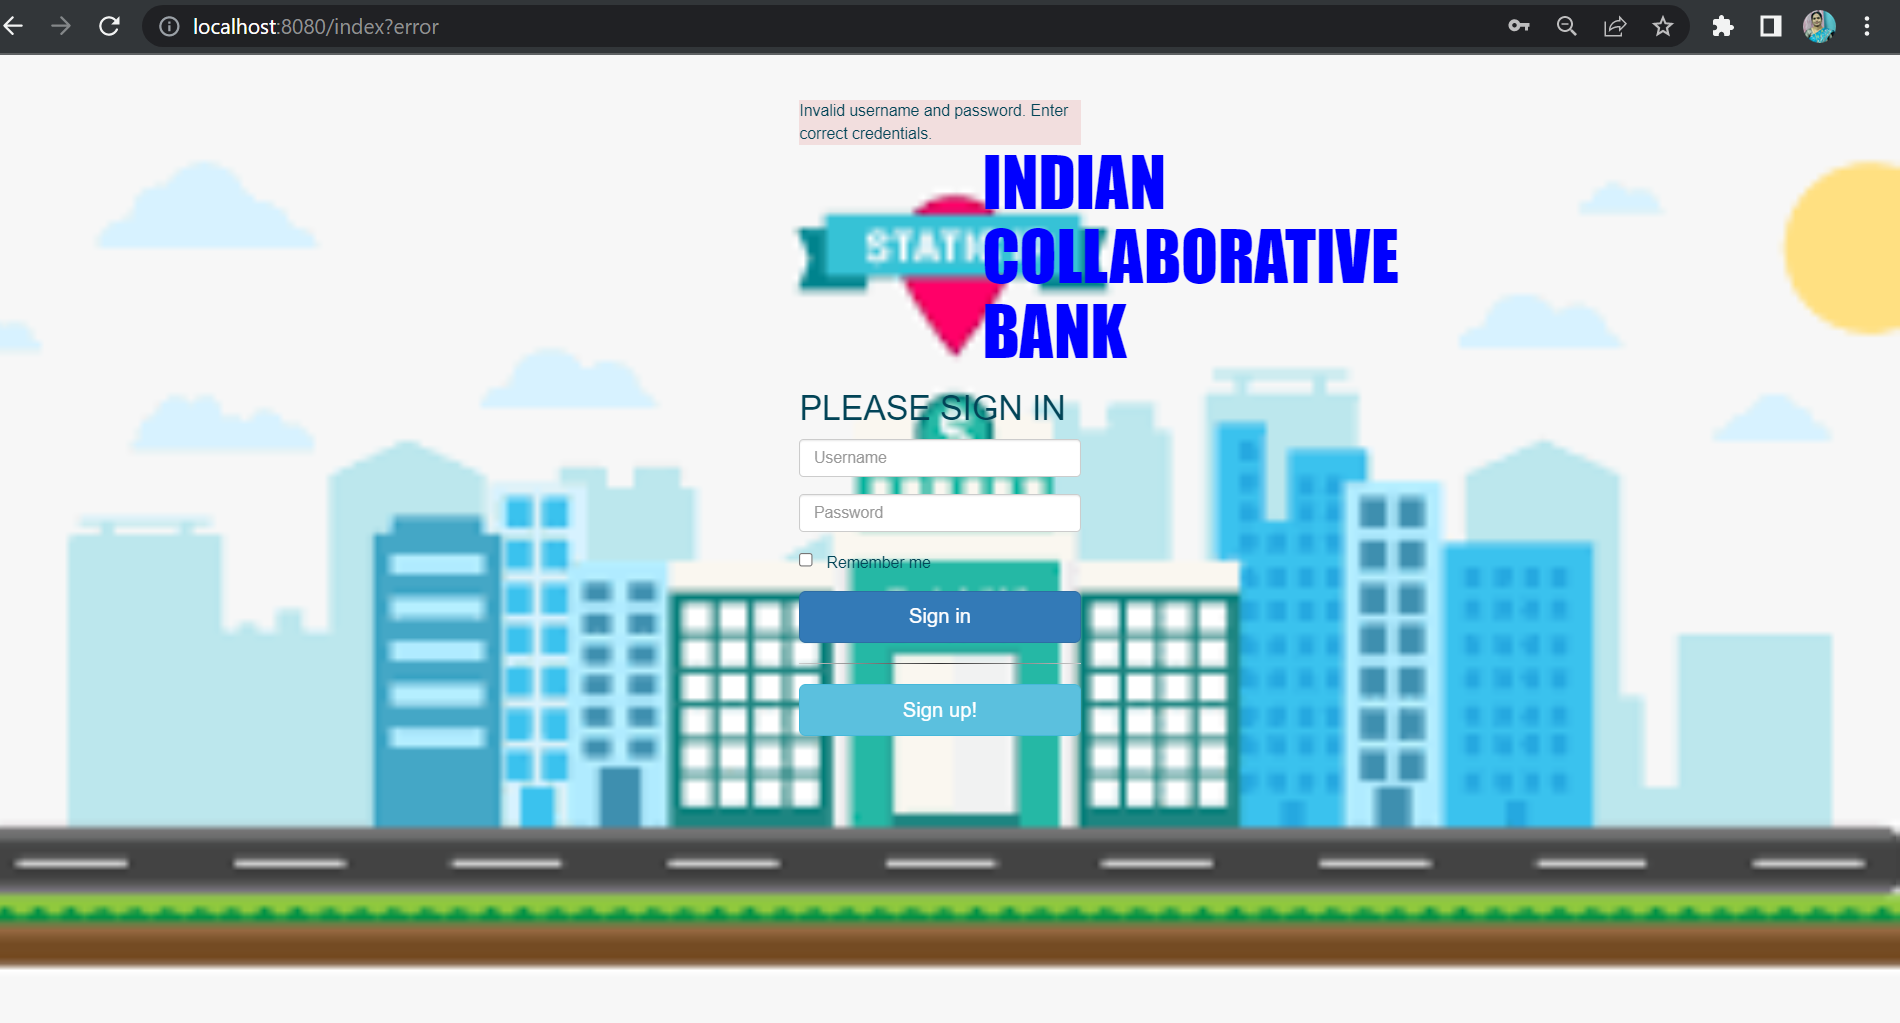 localhost:8080/index?error
Invalid username and password. Enter
correct credentials.
INDIAN
COLLABORATIVE
BANK
PLEASE SIGN IN
Username
Password
Remember me
Sign in
Sign up!